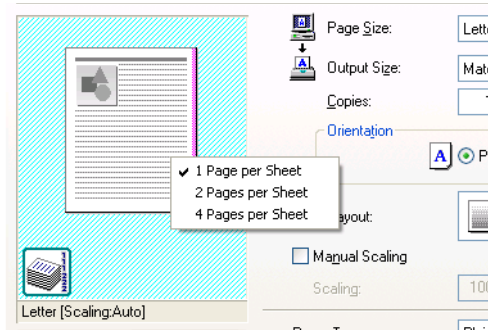 Page Size:
Output Size:
Copies:
Orientation
A
1 Page per Sheet
2 Pages per Sheet
4 Pages per Sheet
Manual Scaling
Scaling:
Letter [Scaling:Auto]